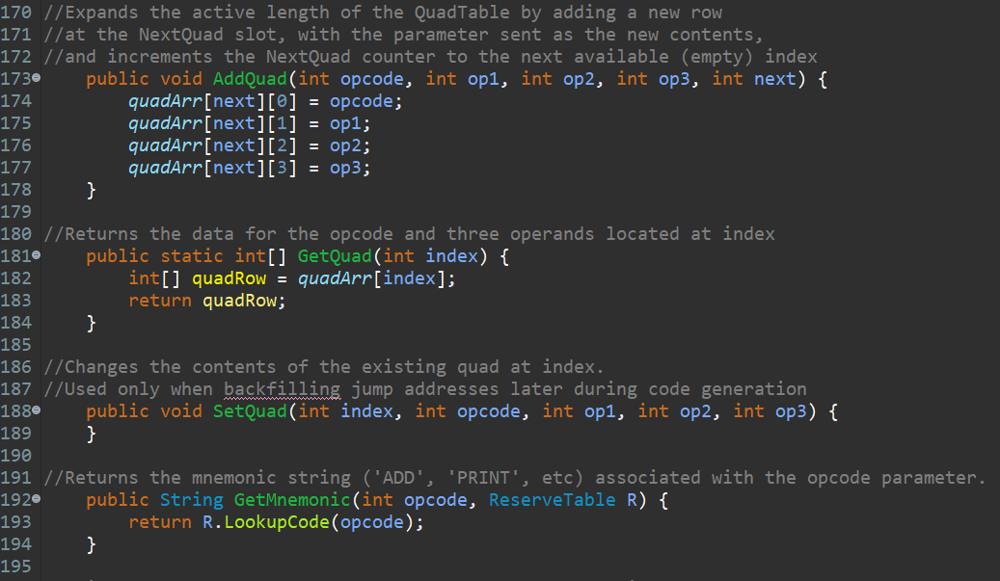 170 //Expands the active length of the QuadTable by adding a new row
171 //at the NextQuad slot, with the parameter sent as the new contents,
172 //and increments the NextQuad counter to the next available (empty) index
173 public void AddQuad(int opcode, int op1, int op2, int op3, int next) {
174 quadArr[next][0] = opcode;
175 quadArr[next][1] = op1;
176 quadArr[next][2] = op2;
177 quadArr[next][3] = op3;
178 }
179
180 //Returns the data for the opcode and three operands located at index
181 public static int[] GetQuad(int index) {
182 int[] quadRow = quadArr[index];
183 return quadRow;
184 }
185
186 //Changes the contents of the existing quad at index.
187 //Used only when backfilling jump addresses later during code generation
188 public void SetQuad(int index, int opcode, int op1, int op2, int op3) {
189 }
190
191 //Returns the mnemonic string ('ADD', 'PRINT', etc) associated with the opcode parameter.
192 public String GetMnemonic(int opcode, ReserveTable R) {
193 return R.LookupCode(opcode);
194 }
195